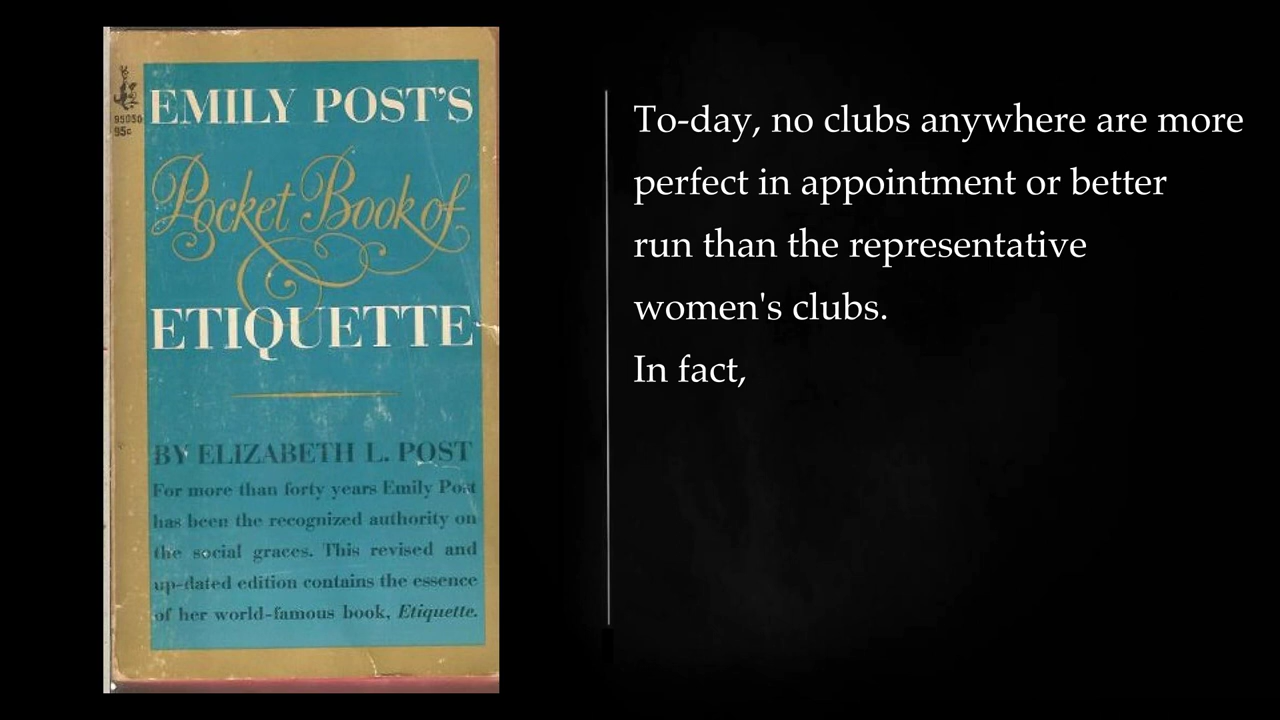 95050
95c
EMILY POST'S
Pocket Book of
ETIQUETTE
BY ELIZABETH L. POST
For more than forty years Emily Post
has been the recognized authority on
the social graces. This revised and
up-dated edition contains the essence
of her world-famous book, Etiquette.
To-day, no clubs anywhere are more
perfect in appointment or better
run than the representative
women's clubs.
In fact,